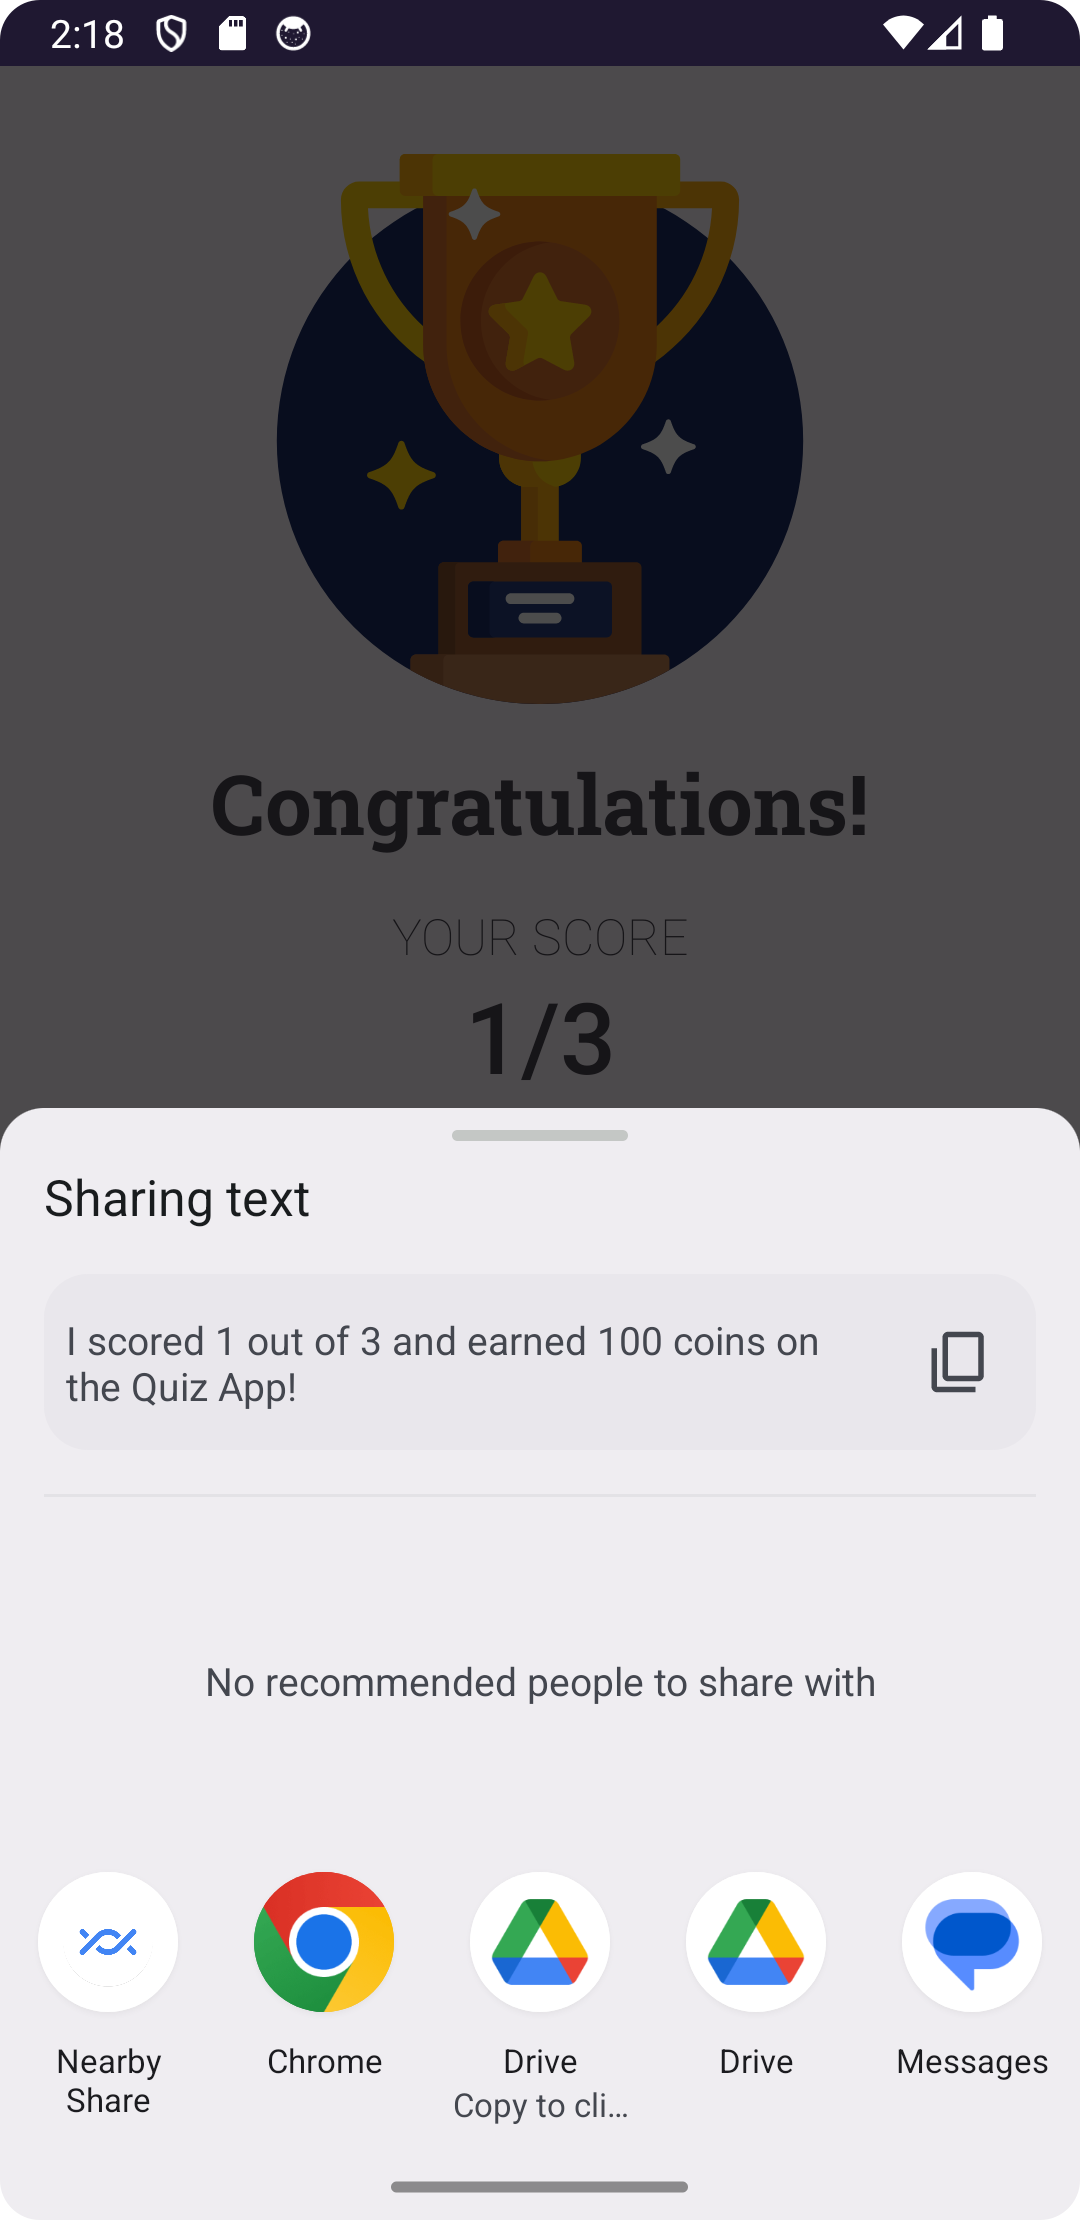 2:18
Congratulations!
YOUR SCORE
1/3
Sharing text
I scored 1 out of 3 and earned 100 coins on
the Quiz App!
No recommended people to share with
Nearby
Share
Chrome
Drive
Copy to cli...
Drive
Messages